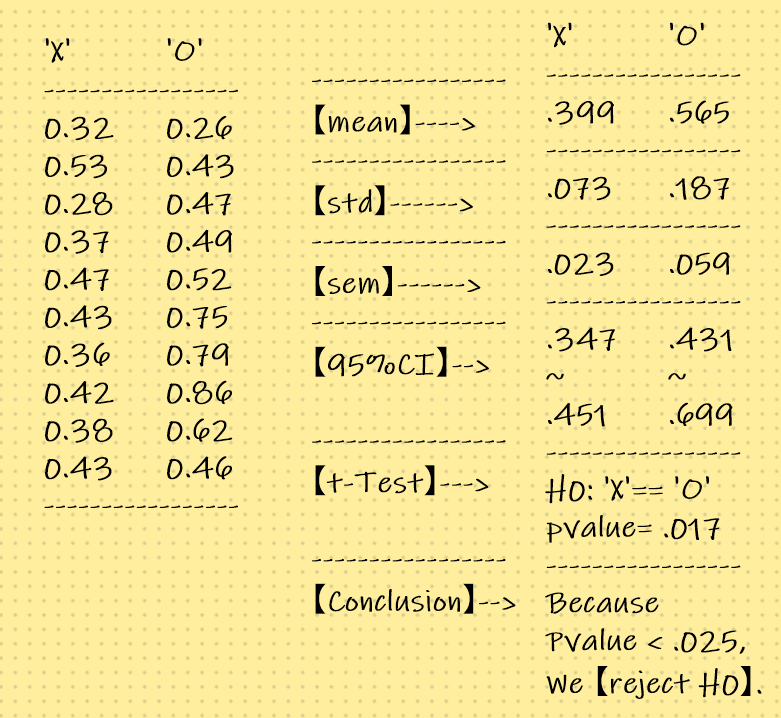 'X' 'O'
-----------------
0.32 0.26
0.53 0.43
0.28 0.47
0.37 0.49
0.47 0.52
0.43 0.75
0.36 0.79
0.42 0.86
0.38 0.62
0.43 0.46
-----------------
-----------------
【mean】---->
-----------------
【std】------>
-----------------
【sem】------>
-----------------
【95%CI】-->
-----------------
【t-Test】--->
-----------------
【Conclusion】-->
'X' 'O'
-----------------
.399 .565
-----------------
.073 .187
-----------------
.023 .059
-----------------
.347 .431
~ ~
.451 .699
-----------------
H0: 'X'== 'O'
pvalue= .017
-----------------
Because
Pvalue < .025,
We 【reject H0】.